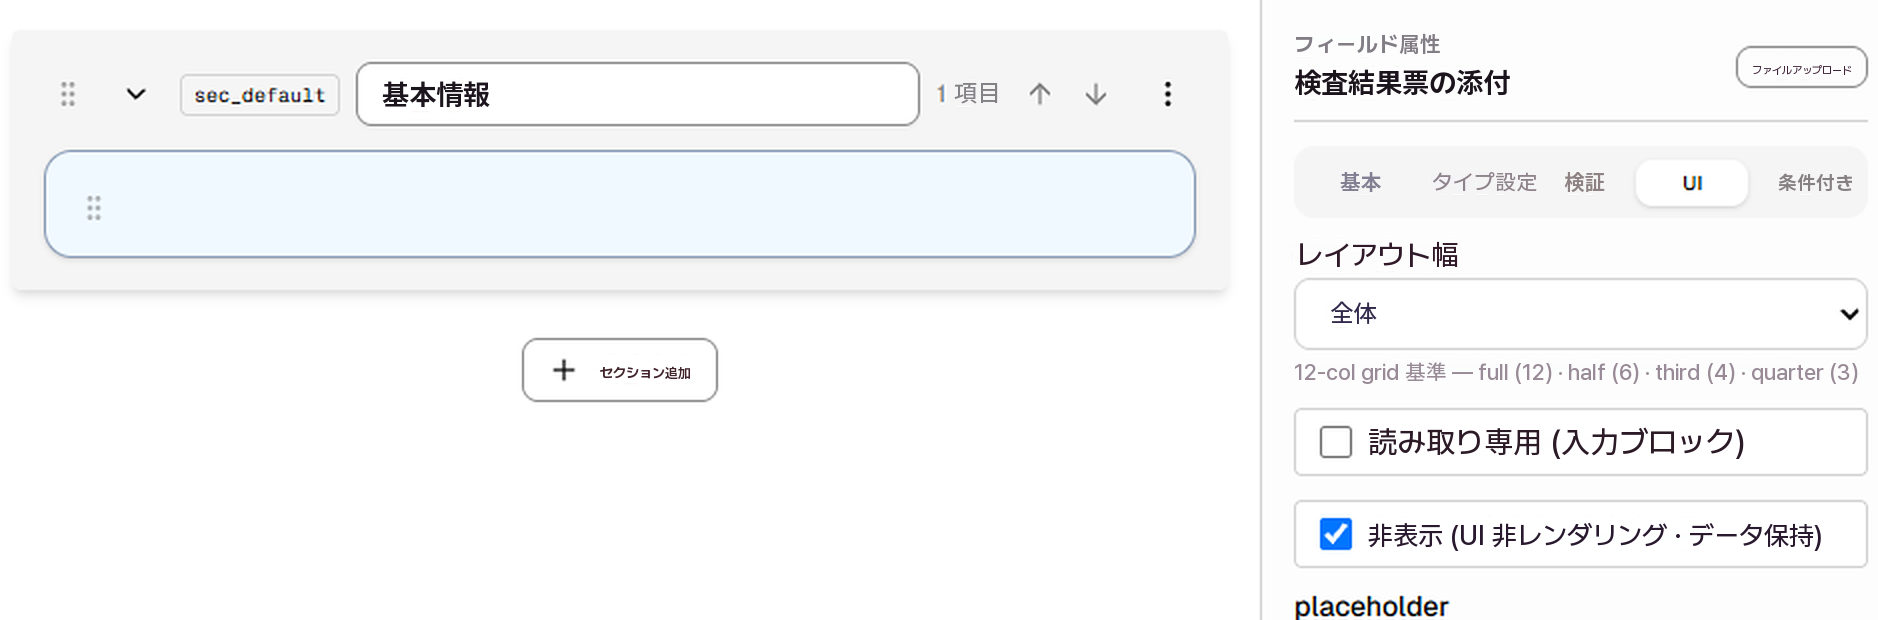 sec_default
基本情報
1 項目
セクション追加
フィールド属性
検査結果票の添付
ファイルアップロード
基本
タイプ設定
検証
UI
条件付き
レイアウト幅
全体
12-col grid 基準 — full (12) · half (6) · third (4) · quarter (3)
読み取り専用 (入力ブロック)
非表示 (UI 非レンダリング · データ保持)
placeholder